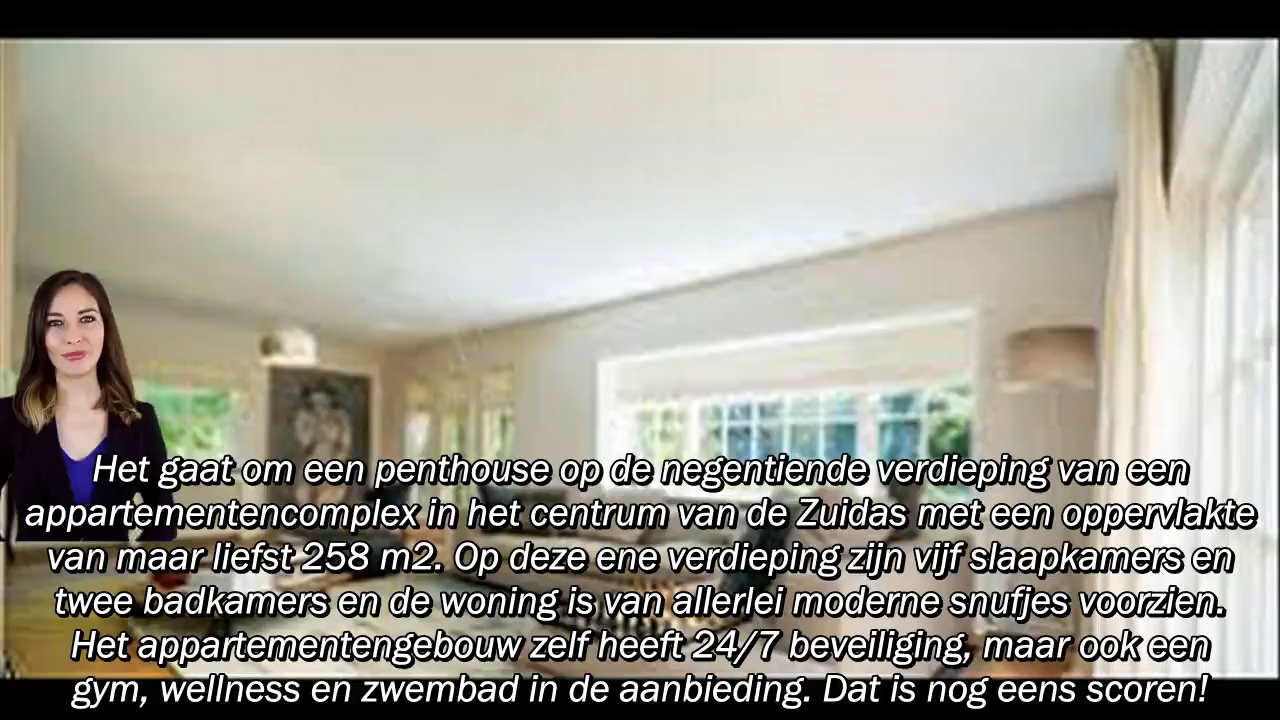 Het gaat om een penthouse op de negentiende verdieping van een
appartementencomplex in het centrum van de Zuidas met een oppervlakte
van maar liefst 258 m2. Op deze ene verdieping zijn vijf slaapkamers en
twee badkamers en de woning is van allerlei moderne snufjes voorzien.
Het appartementengebouw zelf heeft 24/7 beveiliging, maar ook een
gym, wellness en zwembad in de aanbieding. Dat is nog eens scoren!